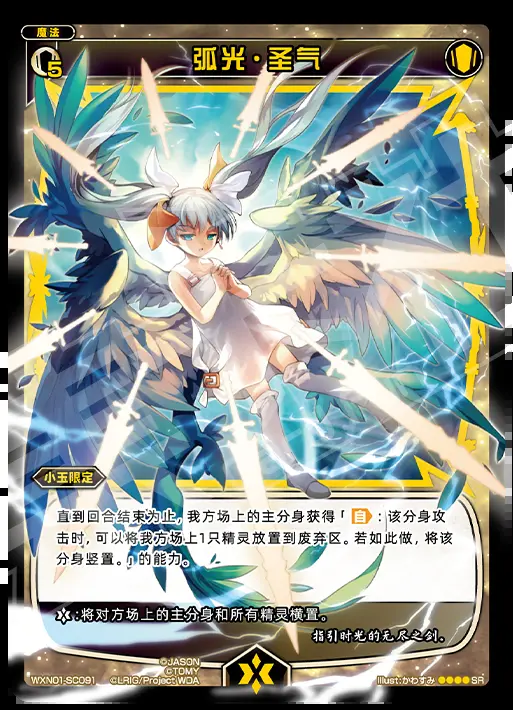 魔法
5
弧光·圣气
小玉限定
直到回合结束为止,我方场上的主分身获得「自:该分身攻
击时,可以将我方场上1只精灵放置到废弃区。若如此做,将该
分身竖置。」的能力。
:将对方场上的主分身和所有精灵横置。
指引时光的无尽之剑。
©JASON
©TOMY
WXN01-SC091 ©LRIG/Project WDA
Illust:かわすみ SR